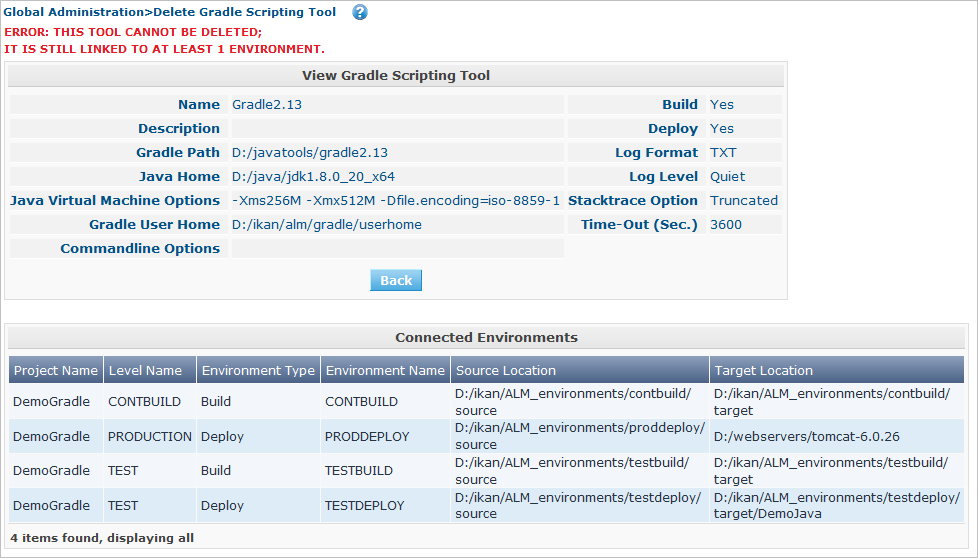 Global Administration>Delete Gradle Scripting Tool ?
ERROR: THIS TOOL CANNOT BE DELETED;
IT IS STILL LINKED TO AT LEAST 1 ENVIRONMENT.
View Gradle Scripting Tool
Name Gradle2.13 Build Yes
Description Deploy Yes
Gradle Path D:/javatools/gradle2.13 Log Format TXT
Java Home D:/java/jdk1.8.0_20_x64 Log Level Quiet
Java Virtual Machine Options -Xms256M -Xmx512M -Dfile.encoding=iso-8859-1 Stacktrace Option Truncated
Gradle User Home D:/ikan/alm/gradle/userhome Time-Out (Sec.) 3600
Commandline Options
Back
Connected Environments
Project Name Level Name Environment Type Environment Name Source Location Target Location
DemoGradle CONTBUILD Build CONTBUILD D:/ikan/ALM_environments/contbuild/ D:/ikan/ALM_environments/contbuild/
source target
DemoGradle PRODUCTION Deploy PRODDEPLOY D:/ikan/ALM_environments/proddeploy/ D:/webservers/tomcat-6.0.26
source
DemoGradle TEST Build TESTBUILD D:/ikan/ALM_environments/testbuild/ D:/ikan/ALM_environments/testbuild/
source target
DemoGradle TEST Deploy TESTDEPLOY D:/ikan/ALM_environments/testdeploy/ D:/ikan/ALM_environments/testdeploy/
source target/DemoJava
4 items found, displaying all